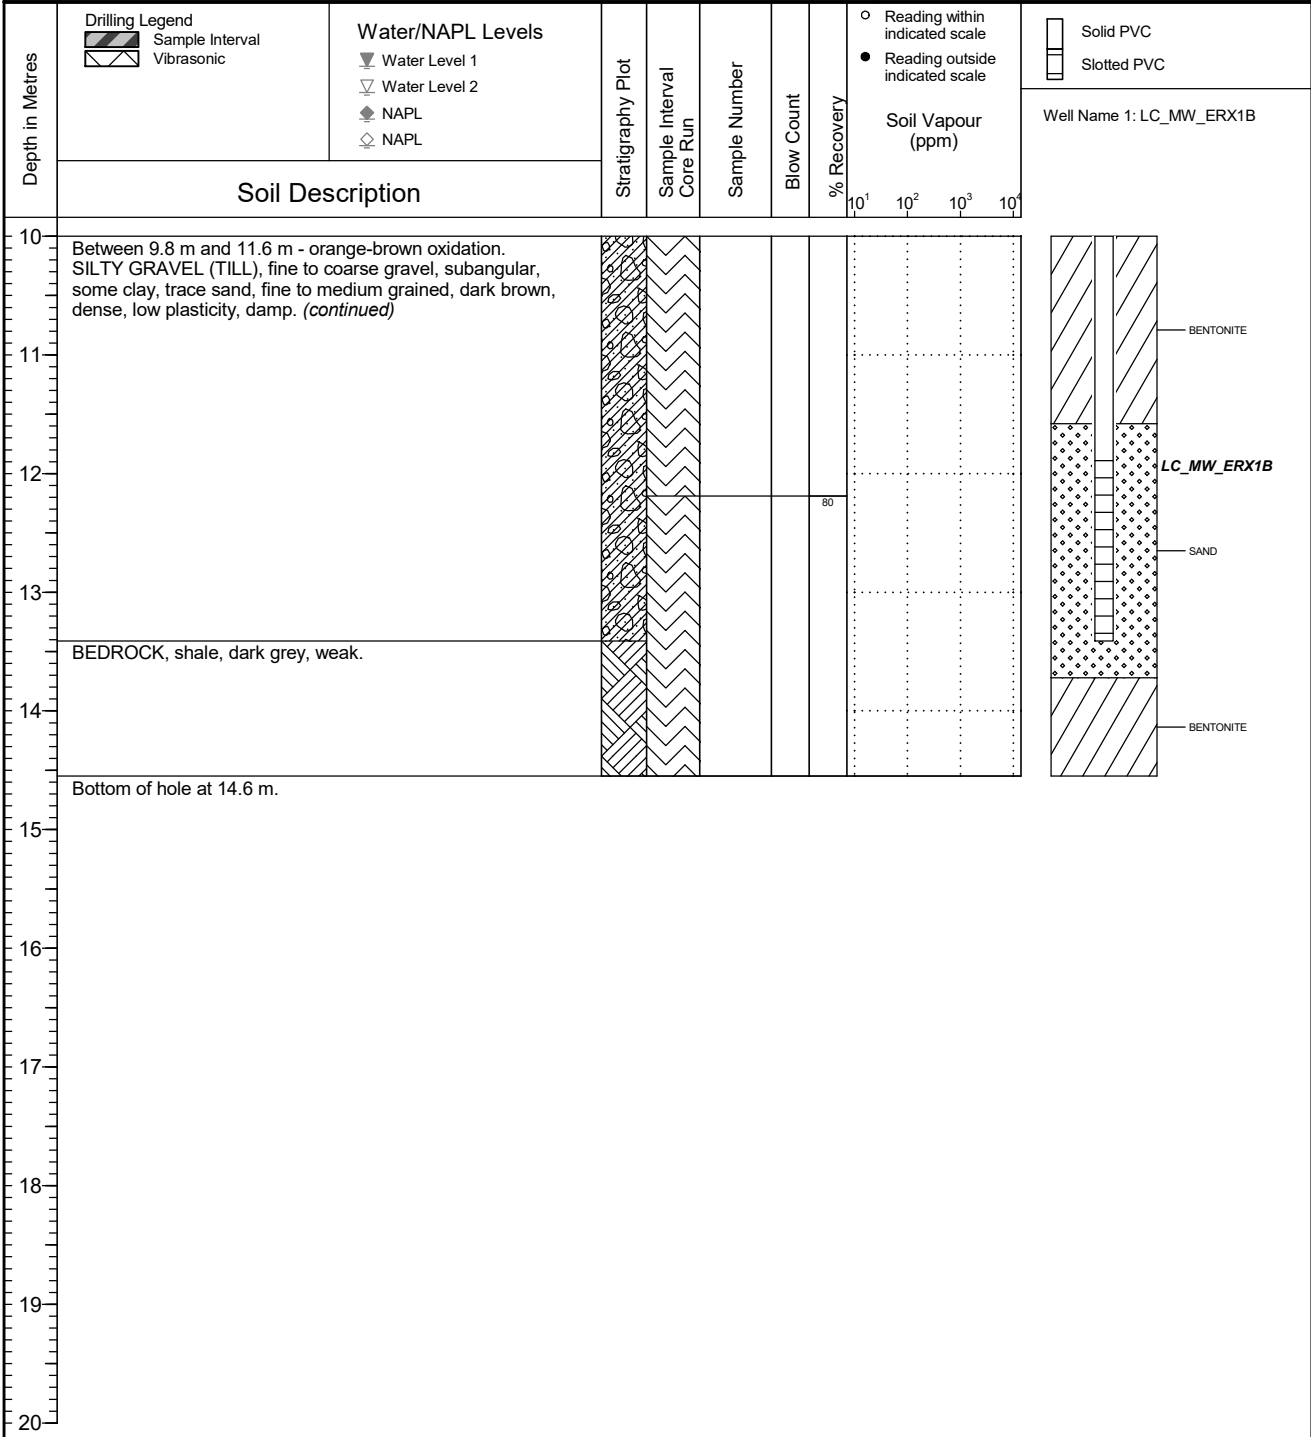 Depth in Metres
Drilling Legend
Sample Interval
Vibrasonic
Water/NAPL Levels
Water Level 1
Water Level 2
NAPL
NAPL
Soil Description
Stratigraphy Plot
Sample Interval
Core Run
Sample Number
Blow Count
% Recovery
Reading within
indicated scale
Reading outside
indicated scale
Soil Vapour
(ppm)
10¹ 10² 10³ 10⁴
Solid PVC
Slotted PVC
Well Name 1: LC_MW_ERX1B
10
Between 9.8 m and 11.6 m - orange-brown oxidation.
SILTY GRAVEL (TILL), fine to coarse gravel, subangular,
some clay, trace sand, fine to medium grained, dark brown,
dense, low plasticity, damp. (continued)
BENTONITE
11
12
LC_MW_ERX1B
80
SAND
13
BEDROCK, shale, dark grey, weak.
14
BENTONITE
Bottom of hole at 14.6 m.
15
16
17
18
19
20